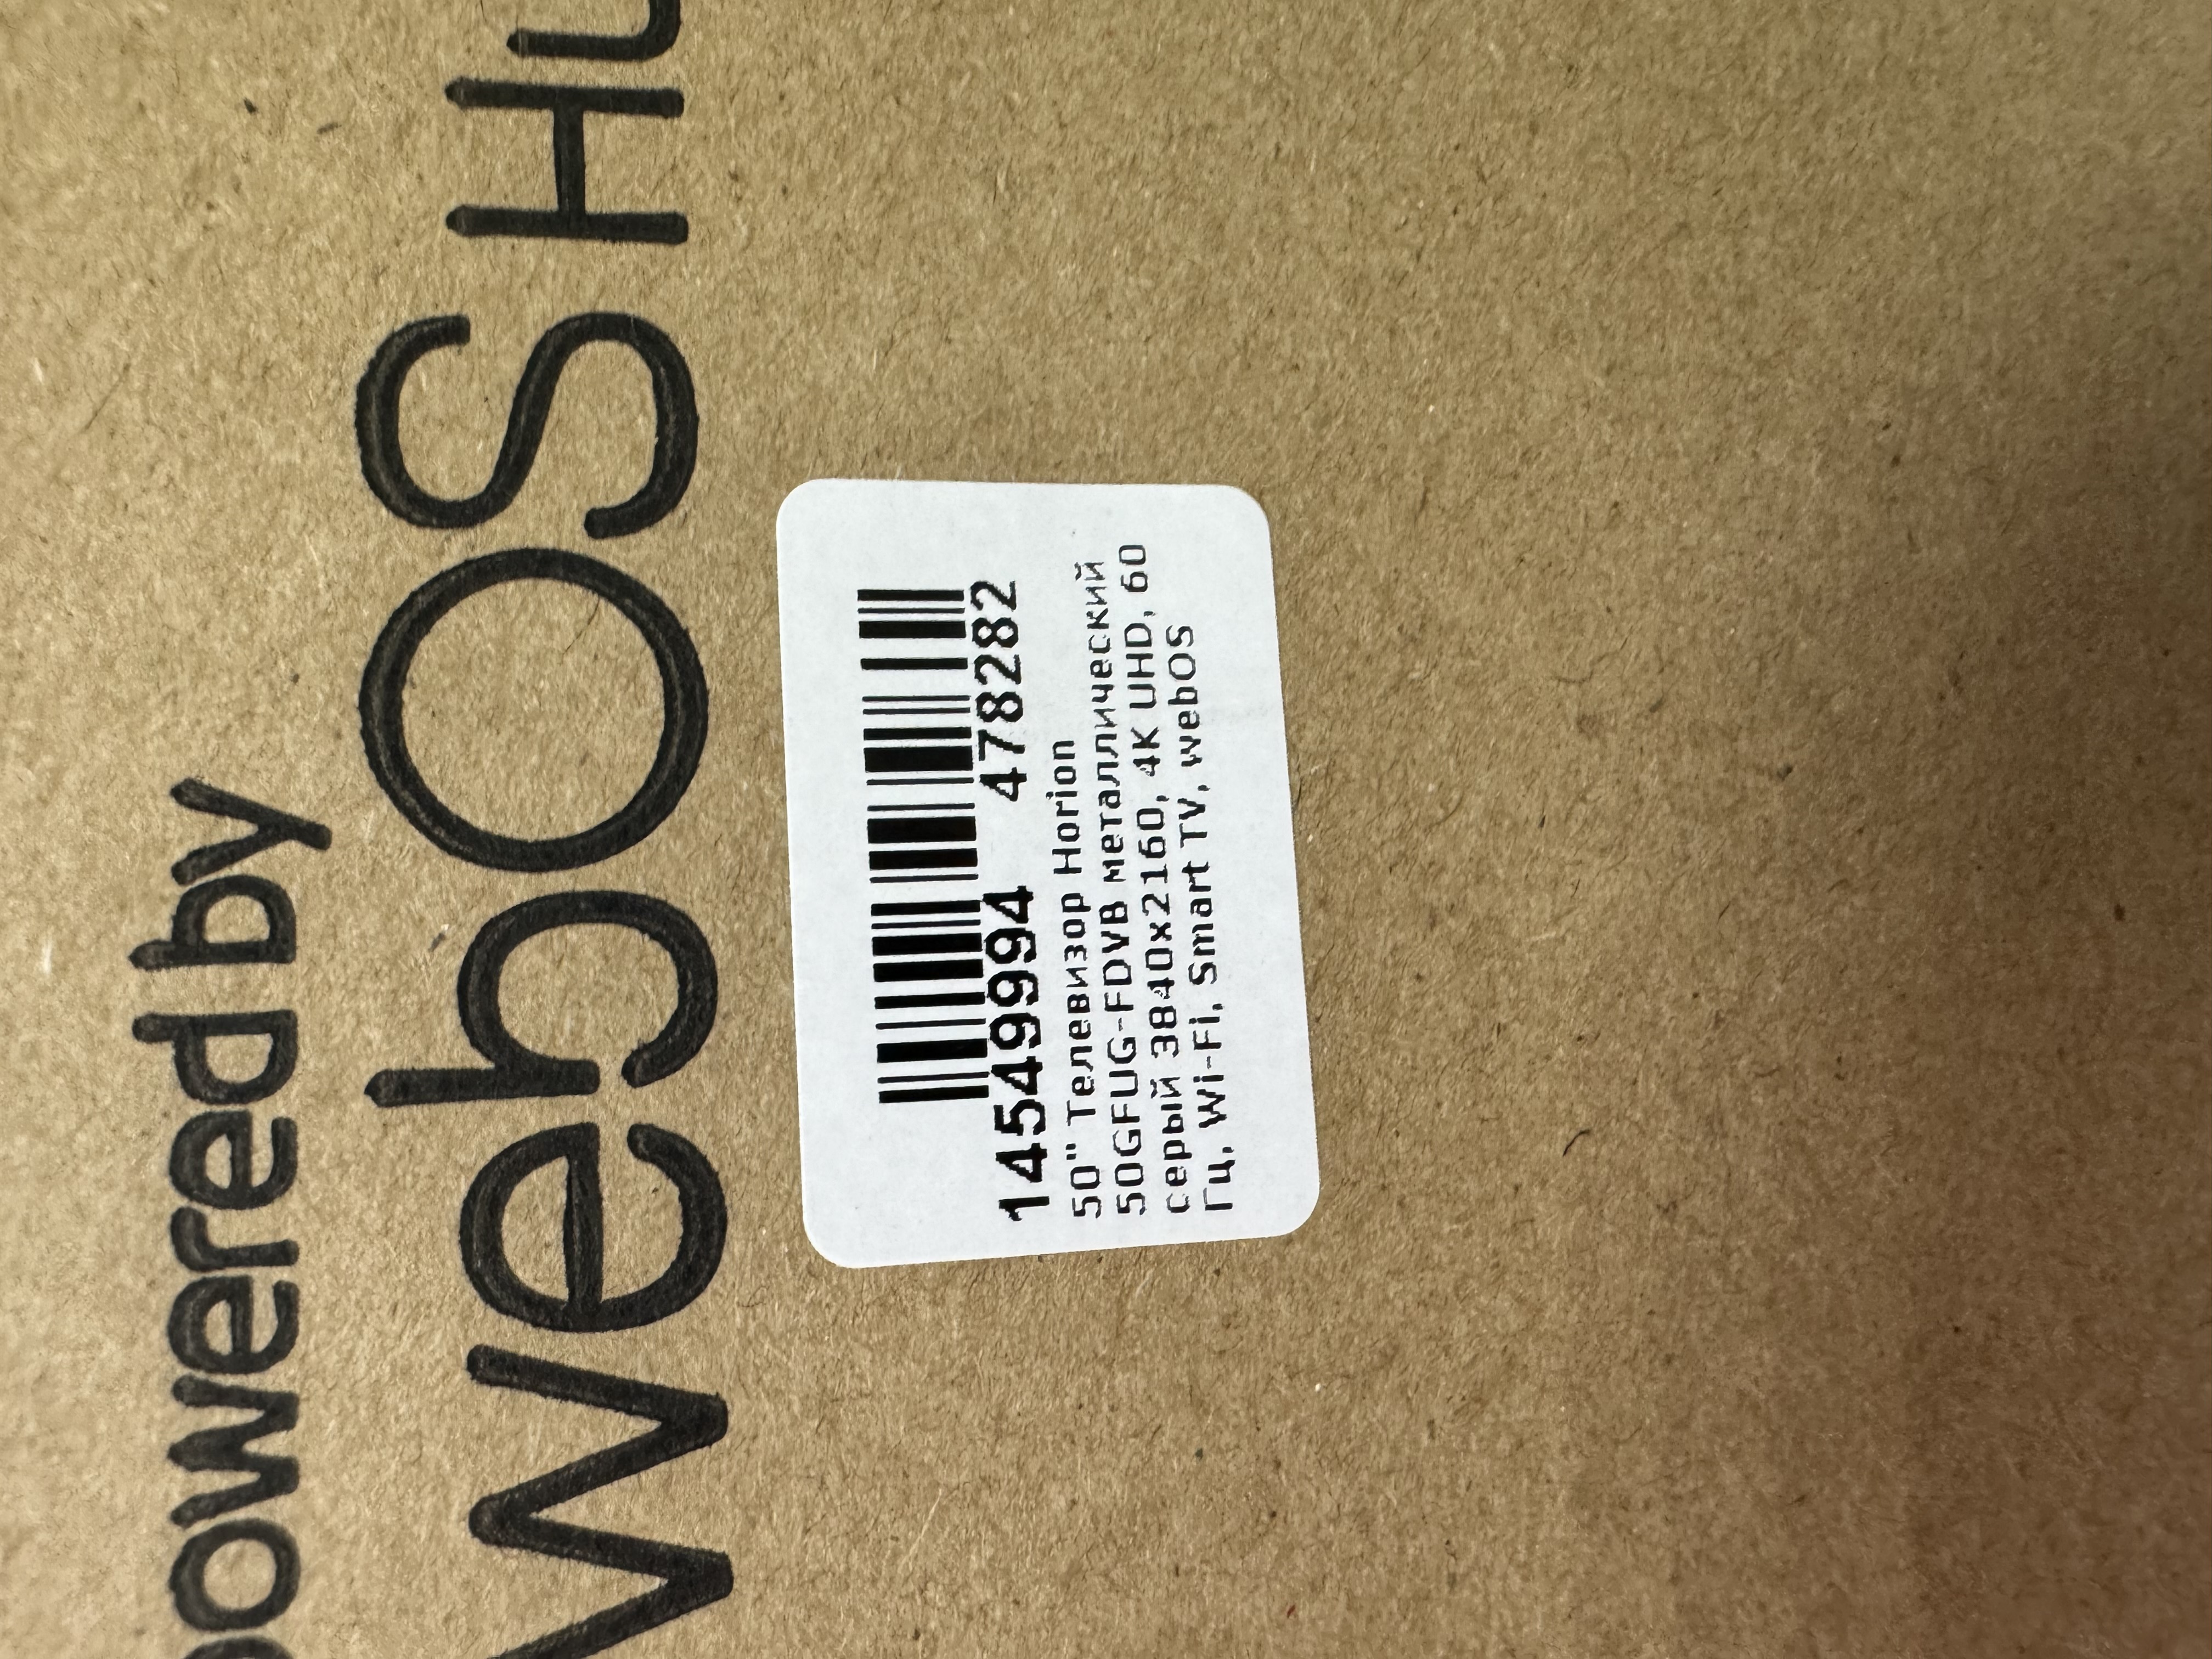 powered by
webOS Hu
14549994 478282
50" Телевизор Horion
50GFUG-FDVB металлический
серый 3840x2160, 4K UHD, 60
Гц, Wi-Fi, Smart TV, webOS